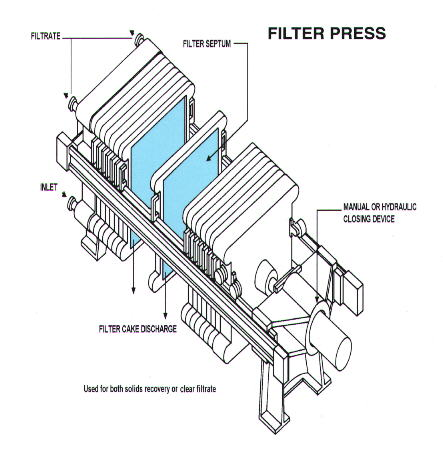 FILTER PRESS
FILTRATE
FILTER SEPTUM
INLET
MANUAL OR HYDRAULIC
CLOSING DEVICE
FILTER CAKE DISCHARGE
Used for both solids recovery or clear filtrate